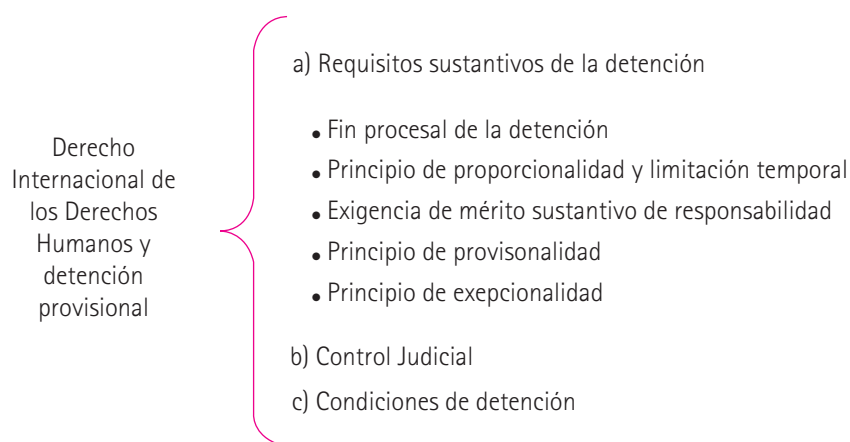 Derecho
Internacional de
los Derechos
Humanos y
detención
provisional
a) Requisitos sustantivos de la detención
• Fin procesal de la detención
• Principio de proporcionalidad y limitación temporal
• Exigencia de mérito sustantivo de responsabilidad
• Principio de provisonalidad
• Principio de exepcionalidad
b) Control Judicial
c) Condiciones de detención